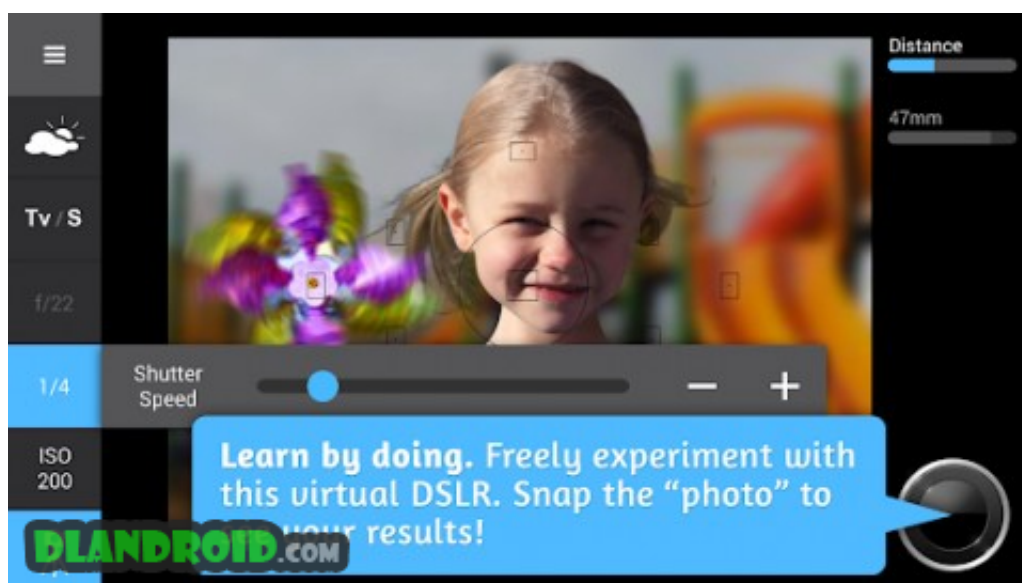 Distance
47mm
Tv / S
f/22
1/4
Shutter
Speed
ISO
200
Learn by doing. Freely experiment with
this virtual DSLR. Snap the “photo” to
your results!
DLANDROID.COM